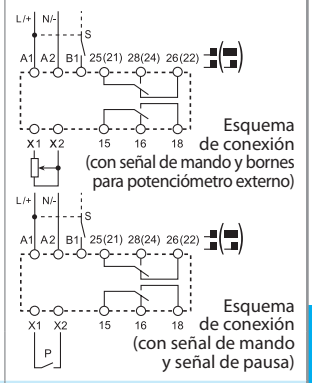 L/+ N/-
S
A1 A2 B1 25(21) 28(24) 26(22)
X1 X2 15 16 18
Esquema
de conexión
(con señal de mando y bornes
para potenciómetro externo)
L/+ N/-
S
A1 A2 B1 25(21) 28(24) 26(22)
X1 X2 15 16 18
P
Esquema
de conexión
(con señal de mando
y señal de pausa)